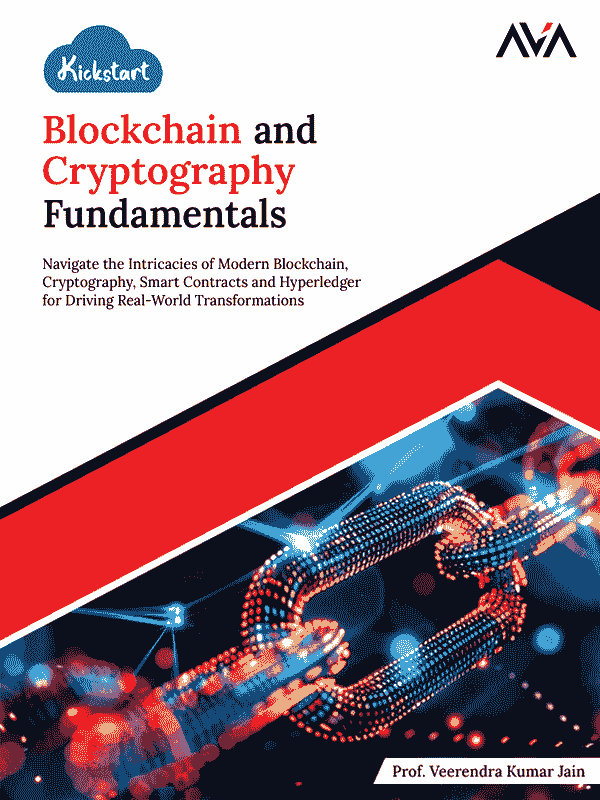 Kickstart
AVA
Blockchain and
Cryptography
Fundamentals
Navigate the Intricacies of Modern Blockchain,
Cryptography, Smart Contracts and Hyperledger
for Driving Real-World Transformations
Prof. Veerendra Kumar Jain